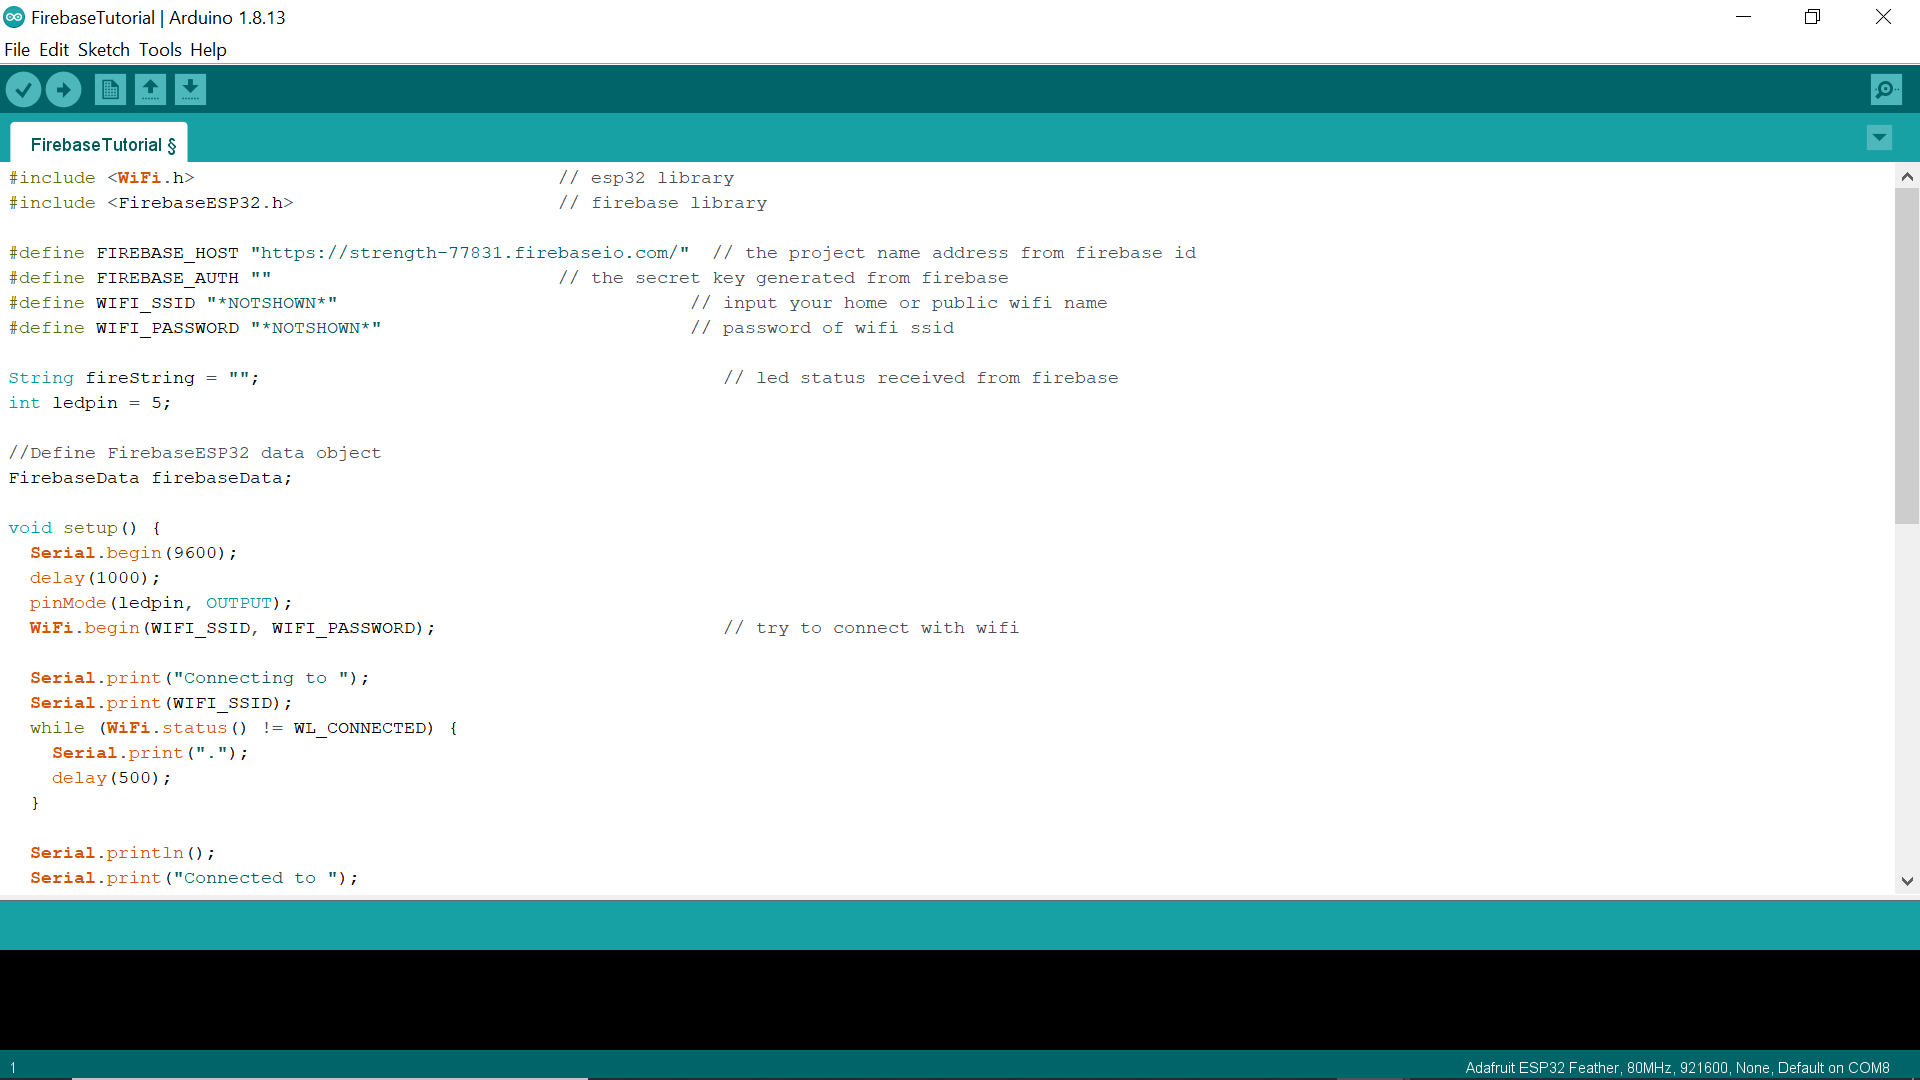 FirebaseTutorial | Arduino 1.8.13
File Edit Sketch Tools Help
FirebaseTutorial §
#include <WiFi.h> // esp32 library
#include <FirebaseESP32.h> // firebase library
#define FIREBASE_HOST "https://strength-77831.firebaseio.com/" // the project name address from firebase id
#define FIREBASE_AUTH "" // the secret key generated from firebase
#define WIFI_SSID "*NOTSHOWN*" // input your home or public wifi name
#define WIFI_PASSWORD "*NOTSHOWN*" // password of wifi ssid
String fireString = ""; // led status received from firebase
int ledpin = 5;
//Define FirebaseESP32 data object
FirebaseData firebaseData;
void setup() {
Serial.begin(9600);
delay(1000);
pinMode(ledpin, OUTPUT);
WiFi.begin(WIFI_SSID, WIFI_PASSWORD); // try to connect with wifi
Serial.print("Connecting to ");
Serial.print(WIFI_SSID);
while (WiFi.status() != WL_CONNECTED) {
Serial.print(".");
delay(500);
}
Serial.println();
Serial.print("Connected to ");
1
Adafruit ESP32 Feather, 80MHz, 921600, None, Default on COM8